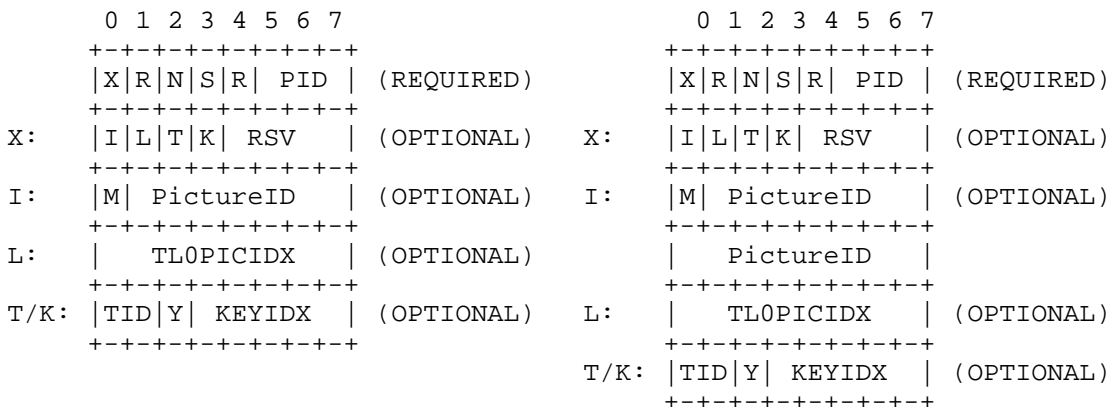 0 1 2 3 4 5 6 7                      0 1 2 3 4 5 6 7
     +-+-+-+-+-+-+-+-+                   +-+-+-+-+-+-+-+-+
     |X|R|N|S|R| PID | (REQUIRED)        |X|R|N|S|R| PID | (REQUIRED)
     +-+-+-+-+-+-+-+-+                   +-+-+-+-+-+-+-+-+
X:   |I|L|T|K| RSV   | (OPTIONAL)   X:   |I|L|T|K| RSV   | (OPTIONAL)
     +-+-+-+-+-+-+-+-+                   +-+-+-+-+-+-+-+-+
I:   |M| PictureID   | (OPTIONAL)   I:   |M| PictureID   | (OPTIONAL)
     +-+-+-+-+-+-+-+-+                   +-+-+-+-+-+-+-+-+
L:   |   TL0PICIDX   | (OPTIONAL)        |   PictureID   |
     +-+-+-+-+-+-+-+-+                   +-+-+-+-+-+-+-+-+
T/K: |TID|Y| KEYIDX  | (OPTIONAL)   L:   |   TL0PICIDX   | (OPTIONAL)
     +-+-+-+-+-+-+-+-+                   +-+-+-+-+-+-+-+-+
                                    T/K: |TID|Y| KEYIDX  | (OPTIONAL)
                                         +-+-+-+-+-+-+-+-+